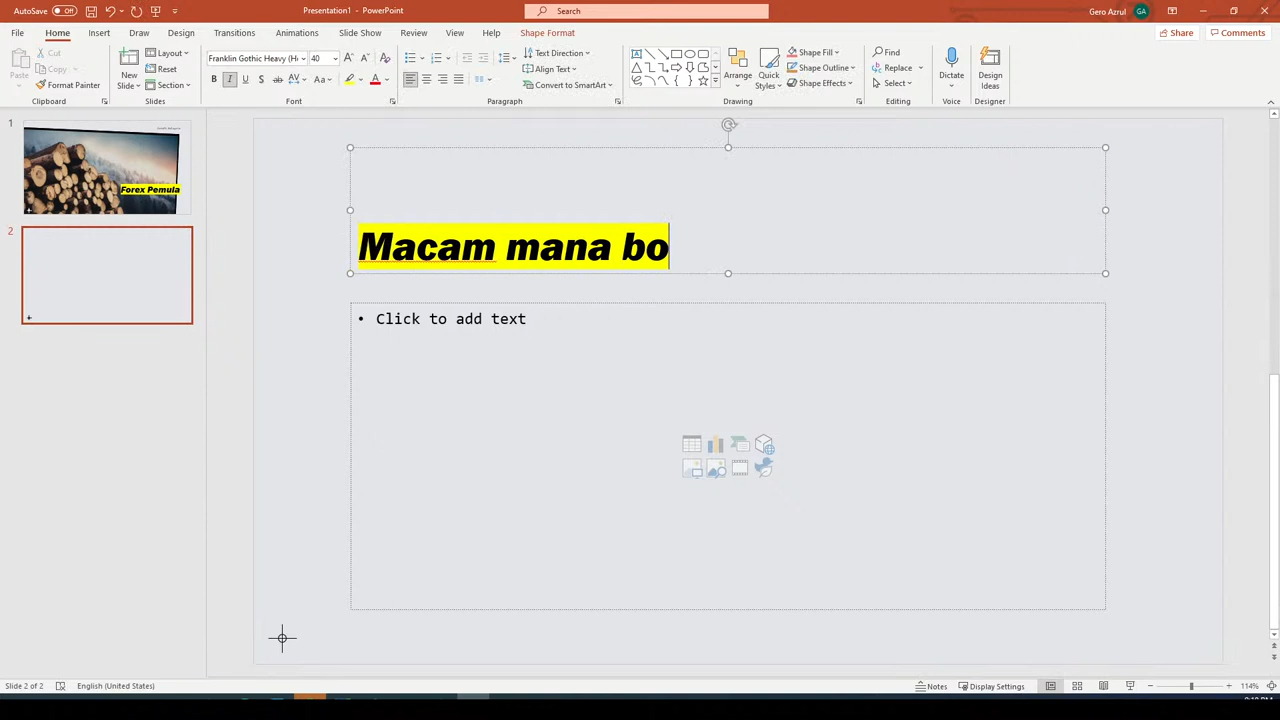 AutoSave Off
Presentation1 - PowerPoint
Search
Gero Azrul
GA
File Home Insert Draw Design Transitions Animations Slide Show Review View Help Shape Format
Share Comments
Paste
Cut
Copy
Format Painter
Clipboard
New Slide
Layout
Reset
Section
Slides
Franklin Gothic Heavy (He 40
Font
Text Direction
Align Text
Convert to SmartArt
Paragraph
Arrange
Quick Styles
Shape Fill
Shape Outline
Shape Effects
Drawing
Find
Replace
Select
Editing
Dictate
Voice
Design Ideas
Designer
1
Forex Pemula
2
Macam mana bo
• Click to add text
Slide 2 of 2
English (United States)
Notes
Display Settings
114%